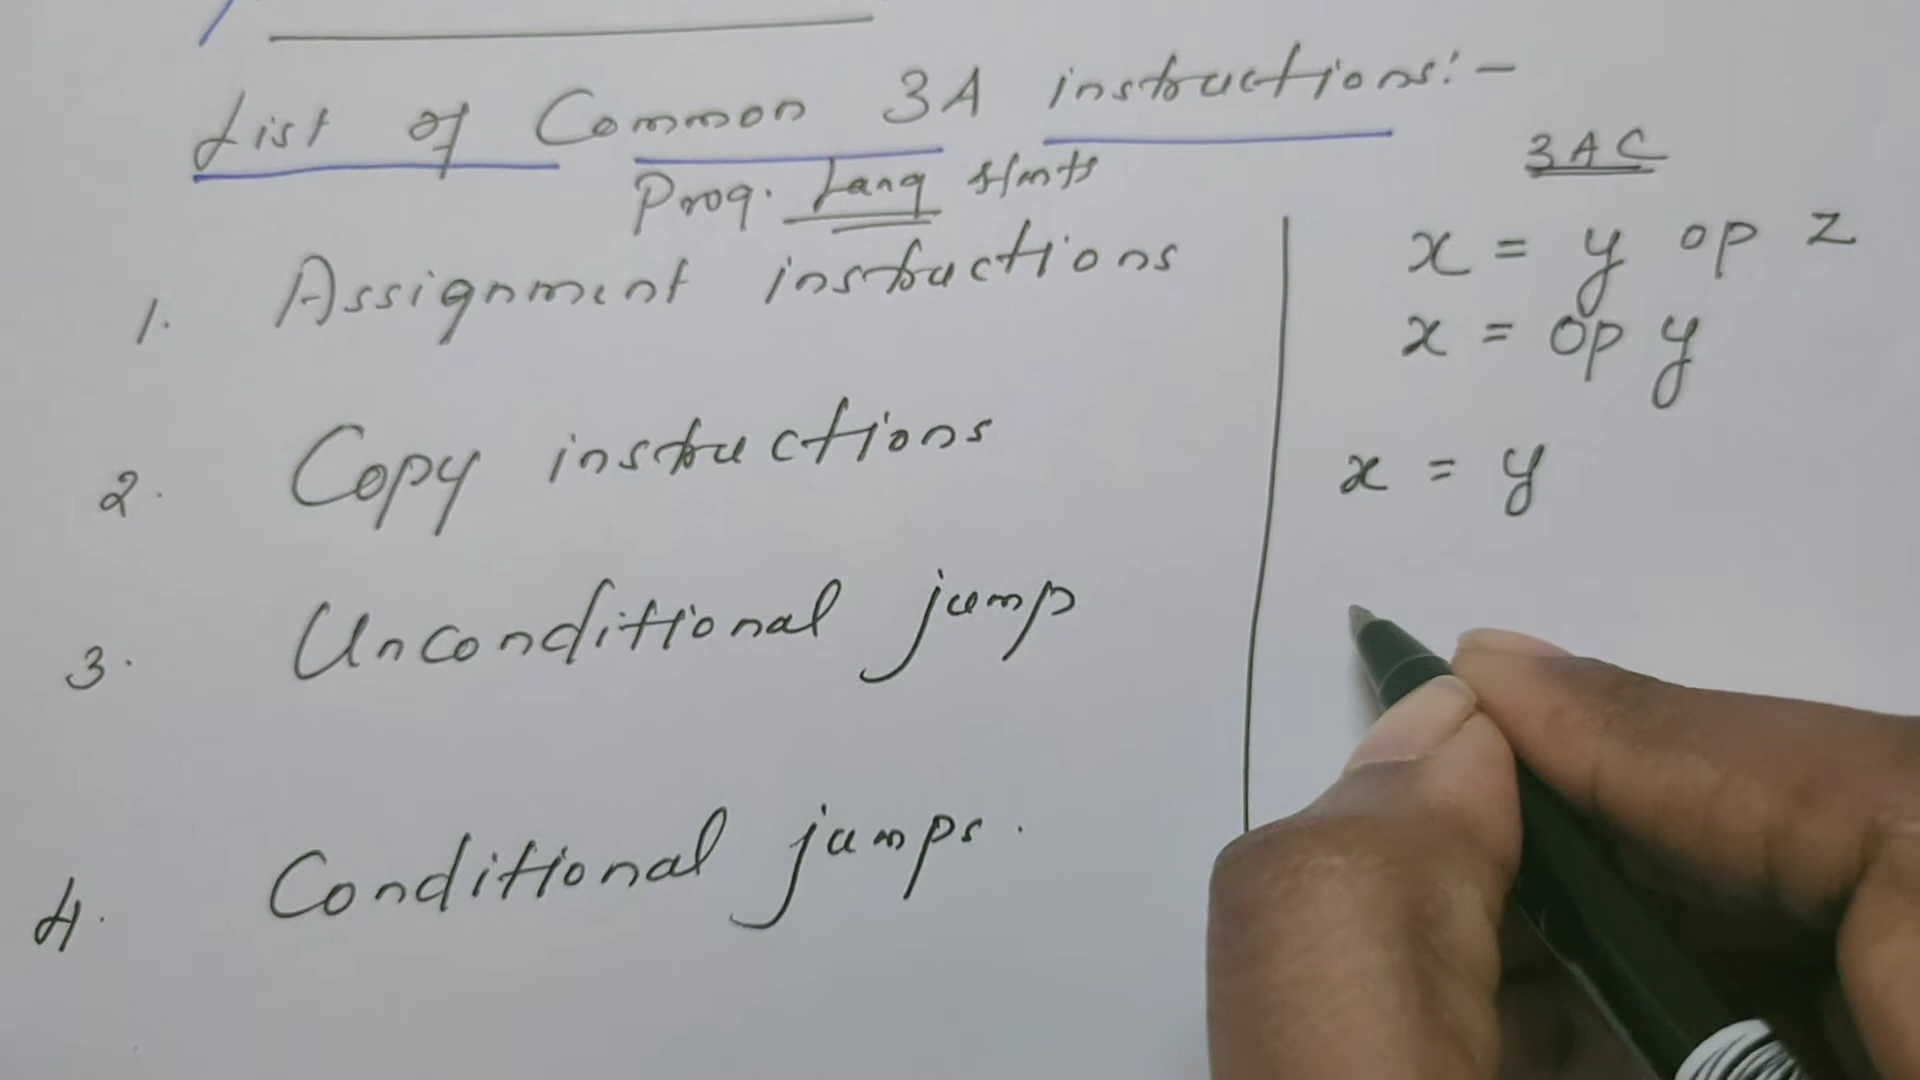 List of Common 3A instructions:-
Prog. Lang stmts
3AC
1. Assignment instructions
x = y op z
x = op y
2. Copy instructions
x = y
3. Unconditional jump
4. Conditional jumps.